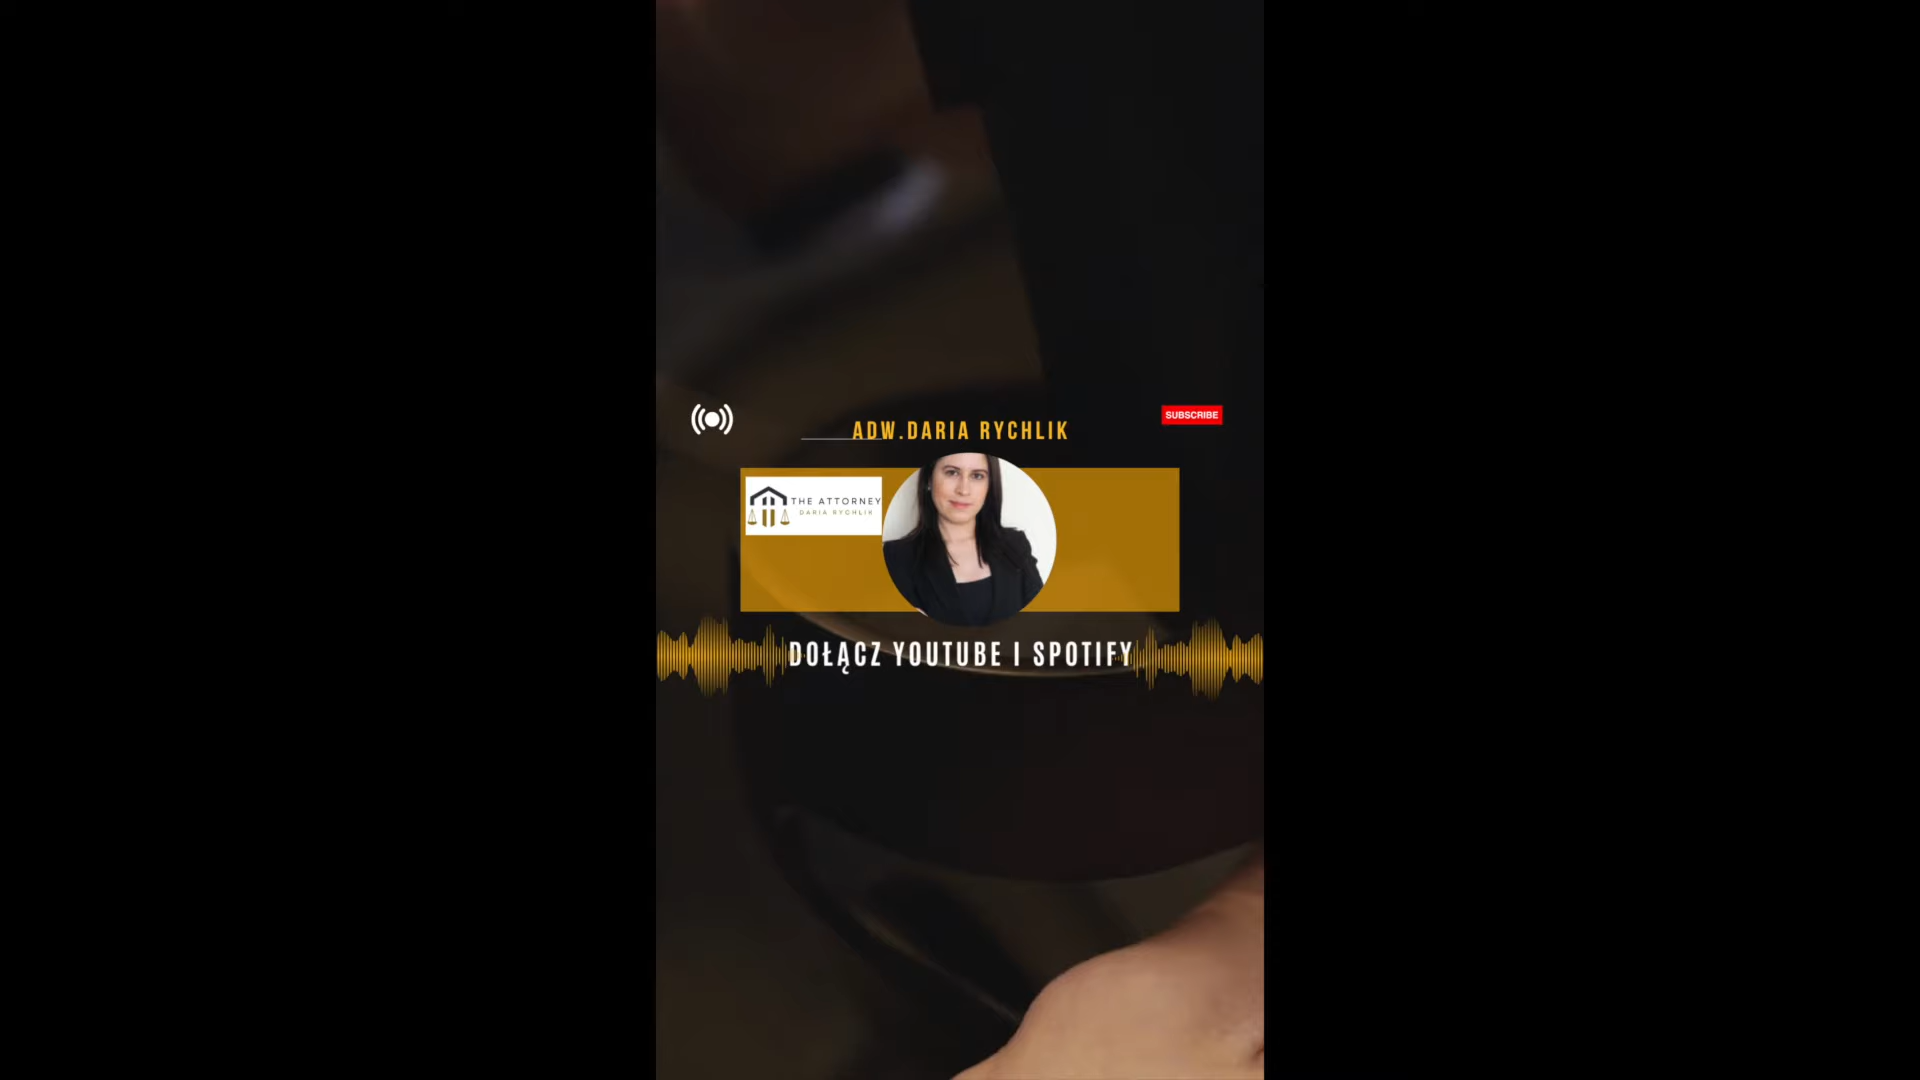 SUBSCRIBE
ADW.DARIA RYCHLIK
THE ATTORNEY
DARIA RYCHLIK
DOŁĄCZ YOUTUBE I SPOTIFY